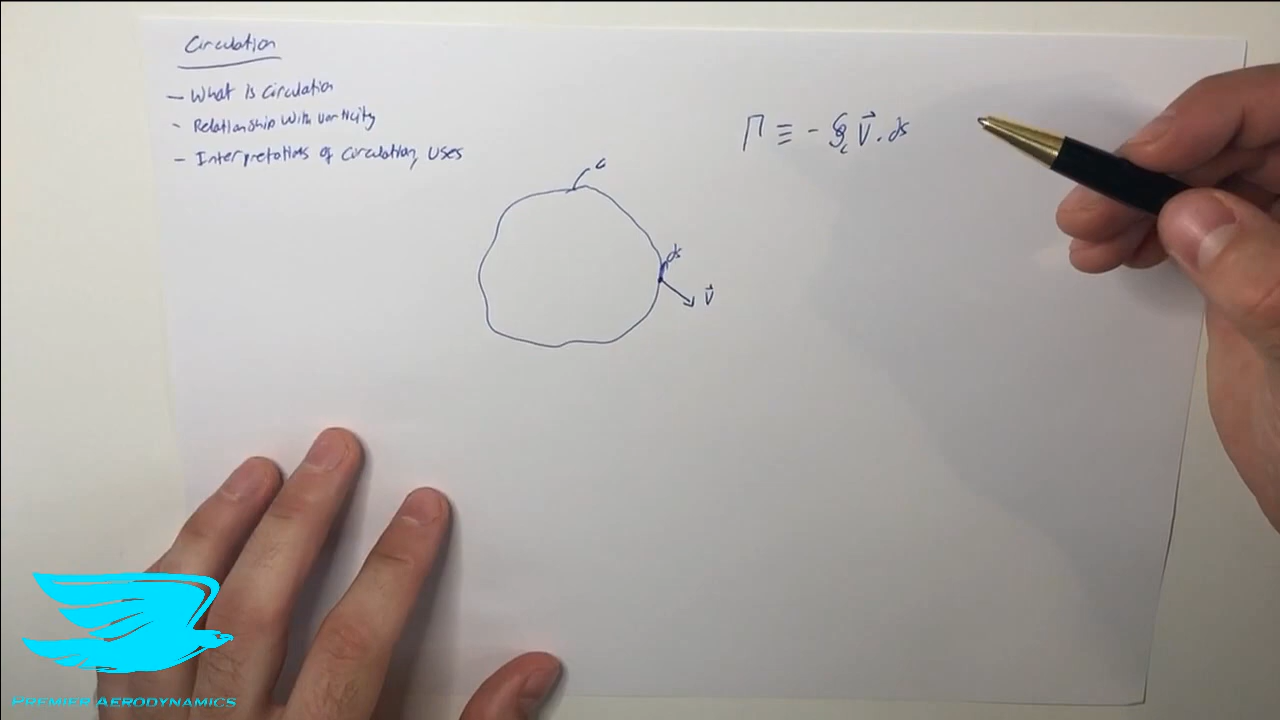 Circulation
- What is circulation
- Relationship with vorticity
- Interpretations of circulation, uses
Γ ≡ - ∮c V⃗ . ds
c
ds
V⃗
PREMIER AERODYNAMICS